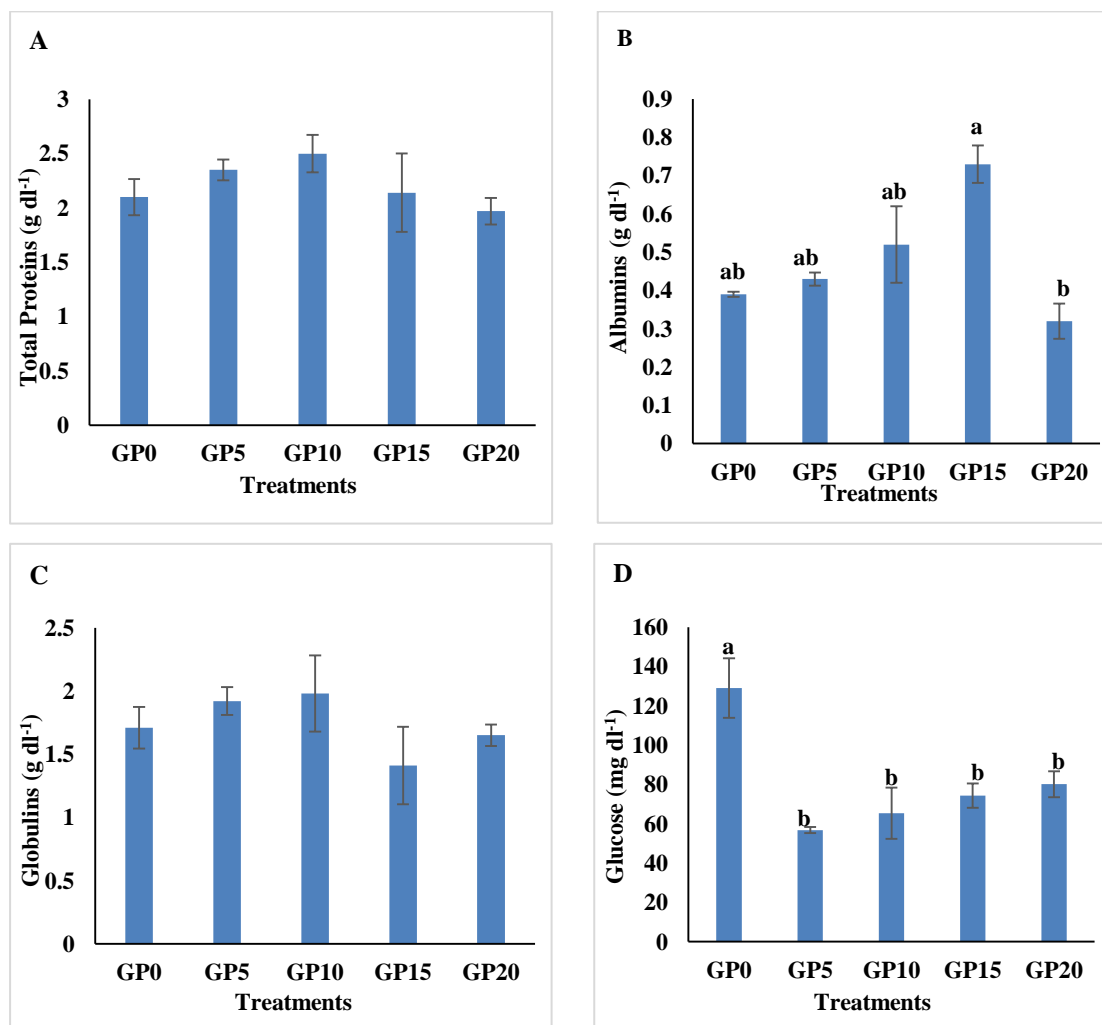 A
Total Proteins (g dl-1)
3
2.5
2
1.5
1
0.5
0
GP0 GP5 GP10 GP15 GP20
Treatments
B
Albumins (g dl-1)
0.9
0.8
0.7
0.6
0.5
0.4
0.3
0.2
0.1
0
ab ab ab a b
GP0 GP5 GP10 GP15 GP20
Treatments
C
Globulins (g dl-1)
2.5
2
1.5
1
0.5
0
GP0 GP5 GP10 GP15 GP20
Treatments
D
Glucose (mg dl-1)
160
140
120
100
80
60
40
20
0
a b b b b
GP0 GP5 GP10 GP15 GP20
Treatments